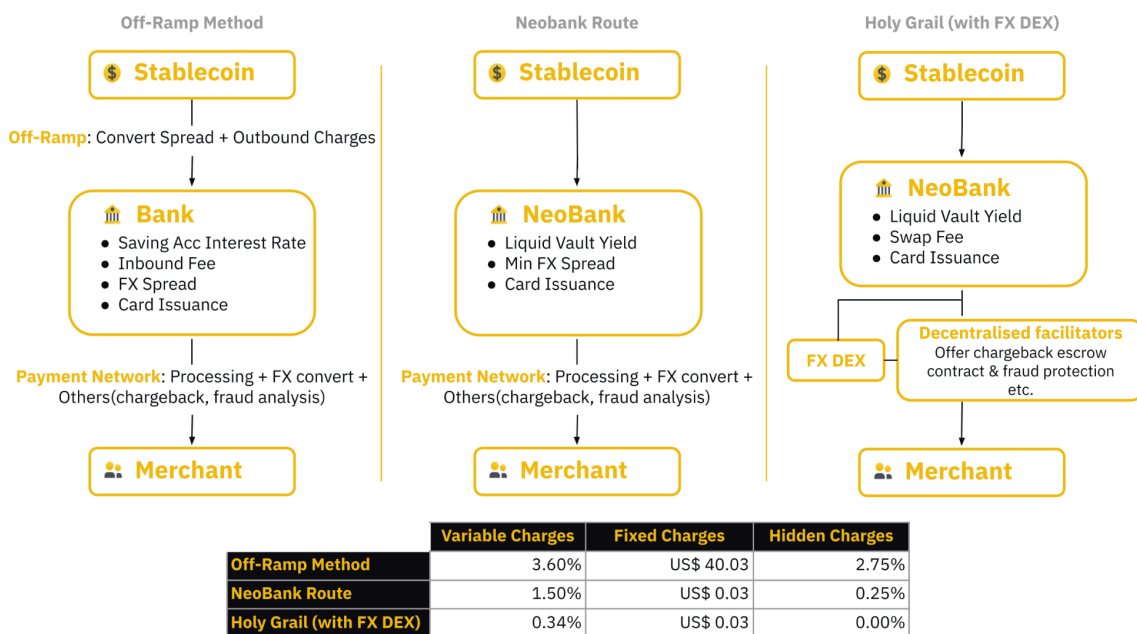 Off-Ramp Method
Stablecoin
Off-Ramp: Convert Spread + Outbound Charges
Bank
● Saving Acc Interest Rate
● Inbound Fee
● FX Spread
● Card Issuance
Payment Network: Processing + FX convert +
Others(chargeback, fraud analysis)
Merchant
Neobank Route
Stablecoin
NeoBank
● Liquid Vault Yield
● Min FX Spread
● Card Issuance
Payment Network: Processing + FX convert +
Others(chargeback, fraud analysis)
Merchant
Holy Grail (with FX DEX)
Stablecoin
NeoBank
● Liquid Vault Yield
● Swap Fee
● Card Issuance
FX DEX
Decentralised facilitators
Offer chargeback escrow
contract & fraud protection
etc.
Merchant
Variable Charges Fixed Charges Hidden Charges
Off-Ramp Method 3.60% US$ 40.03 2.75%
NeoBank Route 1.50% US$ 0.03 0.25%
Holy Grail (with FX DEX) 0.34% US$ 0.03 0.00%